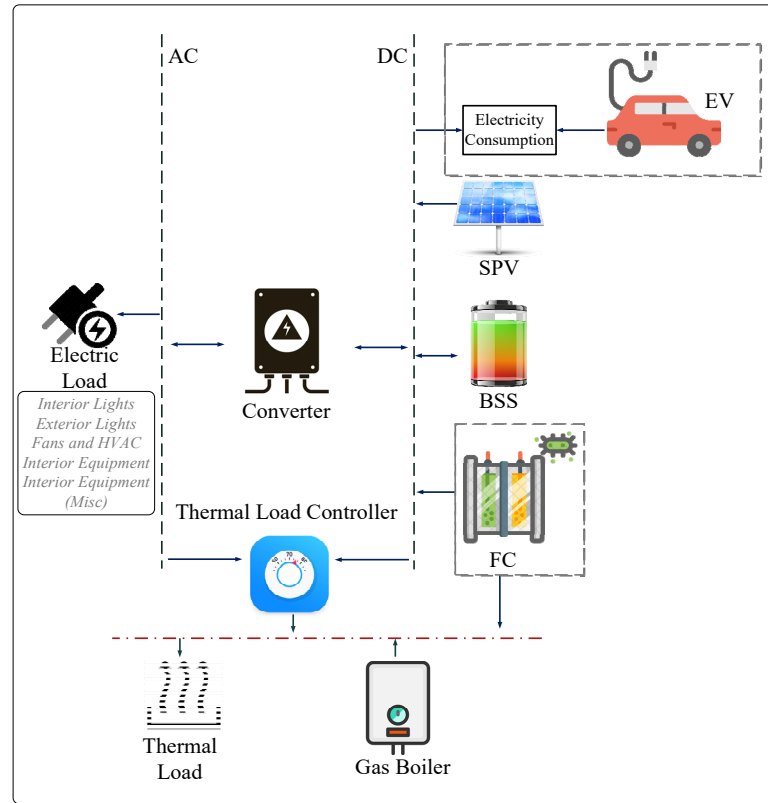 AC
DC
EV
Electricity
Consumption
SPV
Electric
Load
Interior Lights
Exterior Lights
Fans and HVAC
Interior Equipment
Interior Equipment
(Misc)
Converter
BSS
Thermal Load Controller
70
FC
Thermal
Load
Gas Boiler